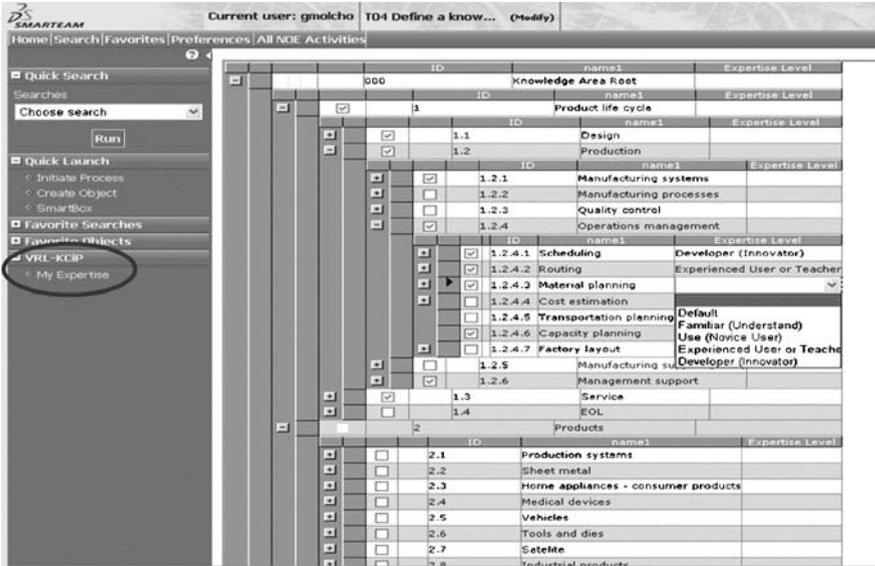 DS SMARTEAM
Current user: gmolcho T04 Define a know... (Modify)
Home|Search|Favorites|Preferences|All NOE Activities
?
Quick Search
Searches
Choose search
Run
Quick Launch
Initiate Process
Create Object
SmartBox
Favorite Searches
Favorite Objects
VRL-KCiP
My Expertise
ID name1 Expertise Level
000 Knowledge Area Root
ID name1 Expertise Level
1 Product life cycle
ID name1 Expertise Level
1.1 Design
1.2 Production
ID name1 Expertise Level
1.2.1 Manufacturing systems
1.2.2 Manufacturing processes
1.2.3 Quality control
1.2.4 Operations management
ID name1 Expertise Level
1.2.4.1 Scheduling Developer (Innovator)
1.2.4.2 Routing Experienced User or Teacher
1.2.4.3 Material planning
1.2.4.4 Cost estimation
1.2.4.5 Transportation planning
1.2.4.6 Capacity planning
1.2.4.7 Factory layout
Default
Familiar (Understand)
Use (Novice User)
Experienced User or Teache
Developer (Innovator)
1.2.5 Manufacturing
1.2.6 Management support
1.3 Service
1.4 EOL
2 Products
ID name1 Expertise Level
2.1 Production systems
2.2 Sheet metal
2.3 Home appliances - consumer products
2.4 Medical devices
2.5 Vehicles
2.6 Tools and dies
2.7 Satelite
2.8 Industrial products